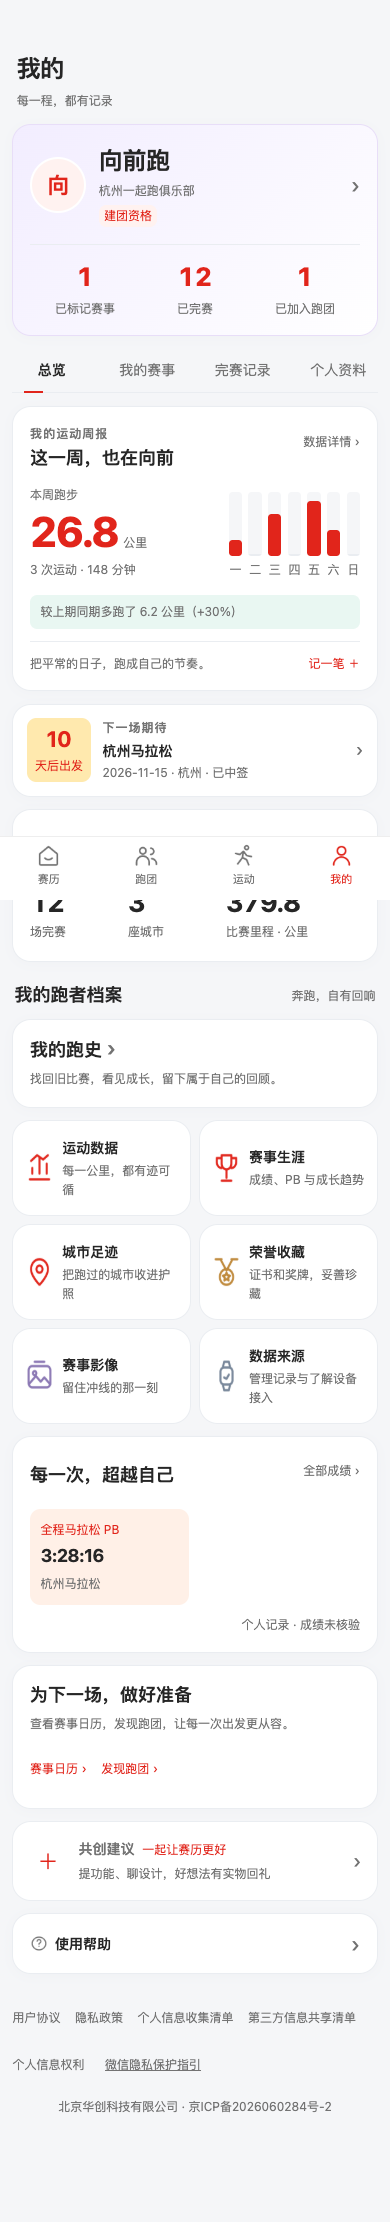 我的
每一程，都有记录
向
向前跑
杭州一起跑俱乐部
建团资格
›
1 12 1
已标记赛事 已完赛 已加入跑团
总览 我的赛事 完赛记录 个人资料
我的运动周报
这一周，也在向前
数据详情 ›
本周跑步
26.8 公里
3 次运动 · 148 分钟
一 二 三 四 五 六 日
较上期同期多跑了 6.2 公里（+30%）
把平常的日子，跑成自己的节奏。
记一笔 ＋
10
天后出发
下一场期待
杭州马拉松
2026-11-15 · 杭州 · 已中签
›
赛历 跑团 运动 我的
12 3 379.8
场完赛 座城市 比赛里程 · 公里
我的跑者档案
奔跑，自有回响
我的跑史 ›
找回旧比赛，看见成长，留下属于自己的回顾。
运动数据
每一公里，都有迹可
循
赛事生涯
成绩、PB 与成长趋势
城市足迹
把跑过的城市收进护
照
荣誉收藏
证书和奖牌，妥善珍
藏
赛事影像
留住冲线的那一刻
数据来源
管理记录与了解设备
接入
每一次，超越自己
全部成绩 ›
全程马拉松 PB
3:28:16
杭州马拉松
个人记录 · 成绩未核验
为下一场，做好准备
查看赛事日历，发现跑团，让每一次出发更从容。
赛事日历 › 发现跑团 ›
共创建议 一起让赛历更好
提功能、聊设计，好想法有实物回礼
›
使用帮助
›
用户协议 隐私政策 个人信息收集清单 第三方信息共享清单
个人信息权利 微信隐私保护指引
北京华创科技有限公司 · 京ICP备2026060284号-2